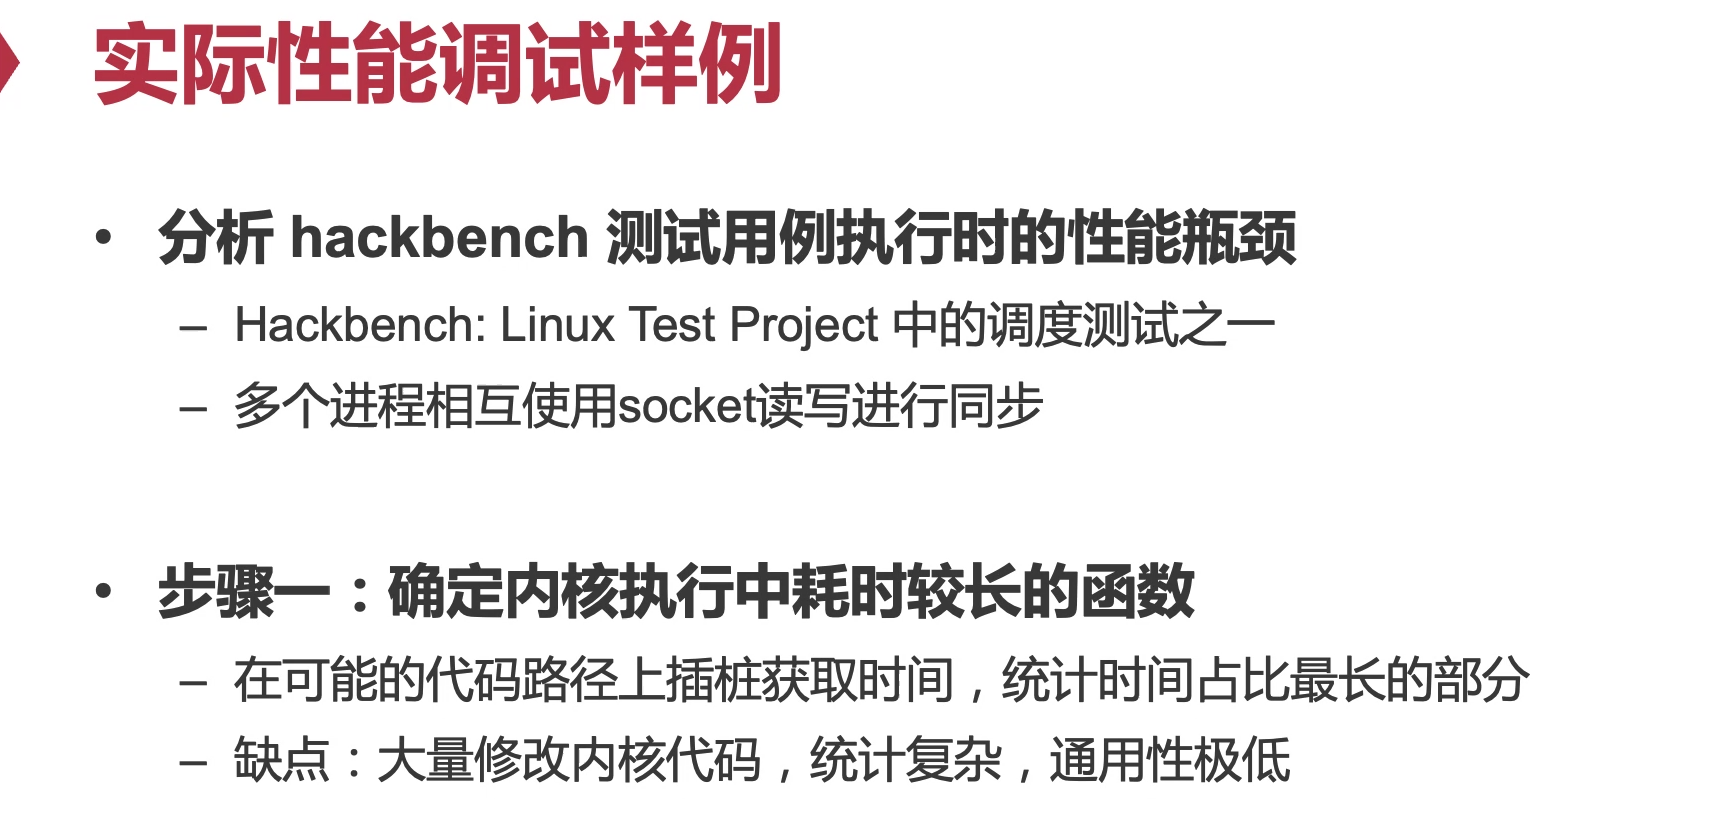 实际性能调试样例
• 分析 hackbench 测试用例执行时的性能瓶颈
– Hackbench: Linux Test Project 中的调度测试之一
– 多个进程相互使用socket读写进行同步
• 步骤一：确定内核执行中耗时较长的函数
– 在可能的代码路径上插桩获取时间，统计时间占比最长的部分
– 缺点：大量修改内核代码，统计复杂，通用性极低